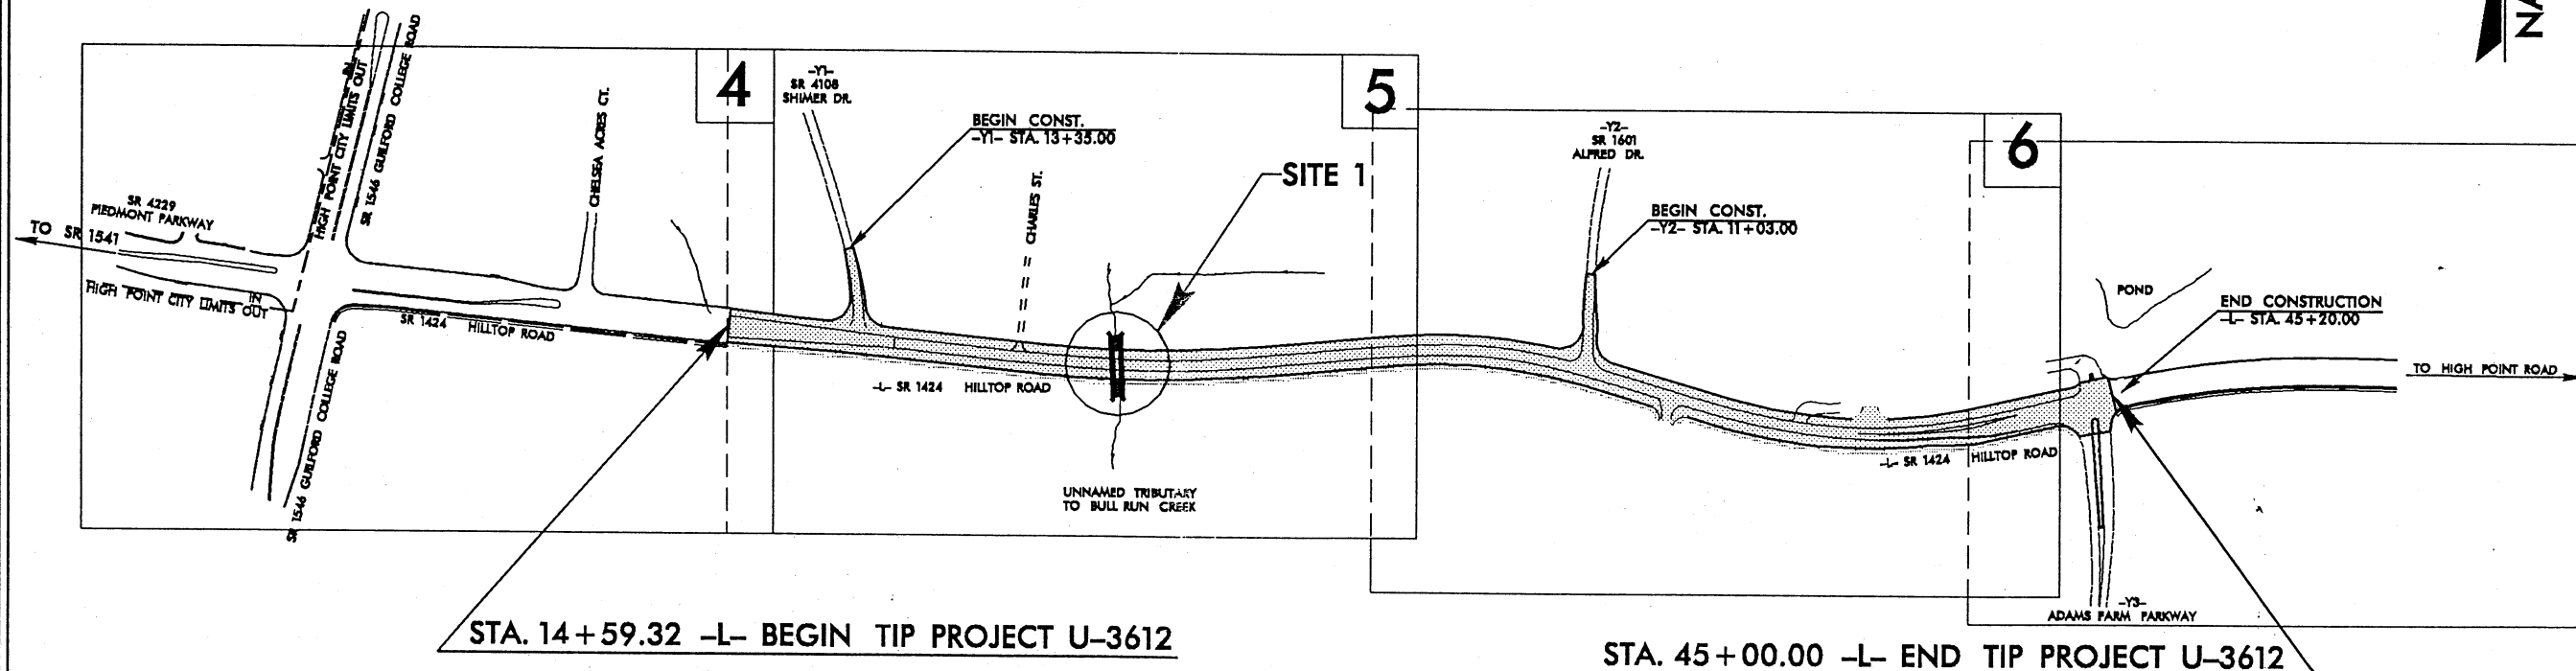 4
5
6
NA
-Y1-
SR 4108
SHIMER DR.
BEGIN CONST.
-Y1- STA. 13+35.00
SITE 1
-Y2-
SR 1601
ALFRED DR.
BEGIN CONST.
-Y2- STA. 11+03.00
IN
HIGH POINT CITY LIMITS OUT
SR 1546 GUILFORD COLLEGE ROAD
CHELSEA ACRES CT.
CHARLES ST.
SR 4229
PIEDMONT PARKWAY
TO SR 1541
HIGH POINT CITY LIMITS IN
OUT
SR 1424 HILLTOP ROAD
SR 1546 GUILFORD COLLEGE ROAD
-L- SR 1424 HILLTOP ROAD
UNNAMED TRIBUTARY
TO BULL RUN CREEK
POND
END CONSTRUCTION
-L- STA. 45+20.00
TO HIGH POINT ROAD
-L- SR 1424 HILLTOP ROAD
-Y3-
ADAMS FARM PARKWAY
STA. 14+59.32 -L- BEGIN TIP PROJECT U-3612
STA. 45+00.00 -L- END TIP PROJECT U-3612